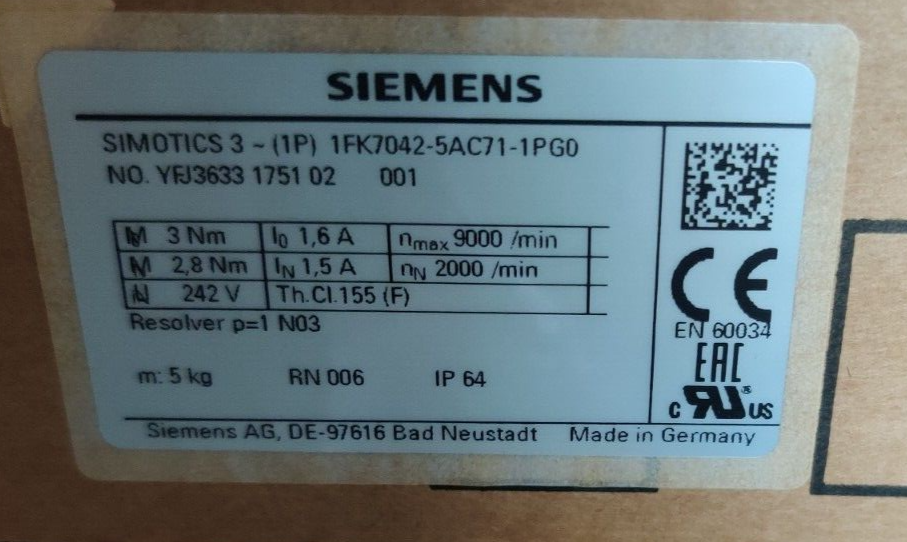 SIEMENS
SIMOTICS 3 ~ (1P) 1FK7042-5AC71-1PG0
NO. YFJ3633 1751 02 001
M 3 Nm I0 1,6 A nmax 9000 /min
M 2,8 Nm IN 1,5 A nN 2000 /min
242 V Th.Cl.155 (F)
Resolver p=1 N03
m: 5 kg RN 006 IP 64
CE
EN 60034
EAC
c RU ® US
Siemens AG, DE-97616 Bad Neustadt Made in Germany